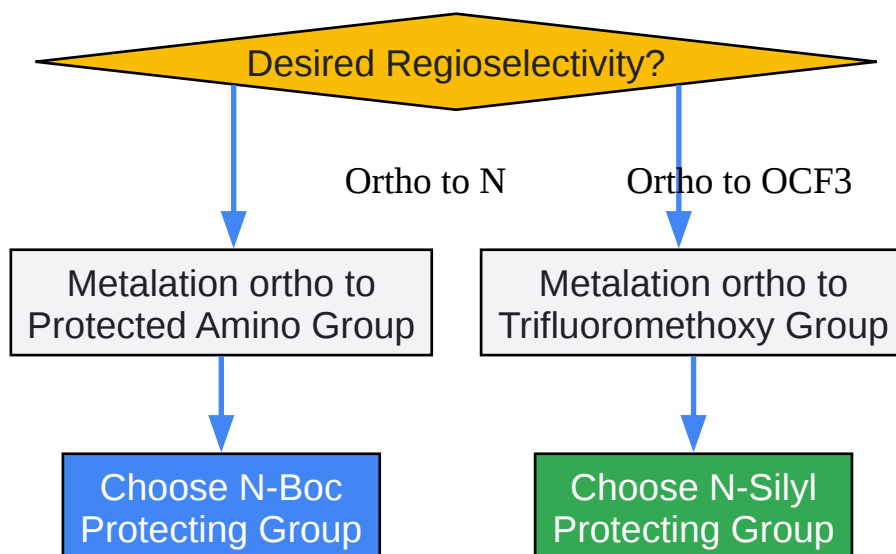 Desired Regioselectivity?
Ortho to N
Ortho to OCF3
Metalation ortho to
Protected Amino Group
Metalation ortho to
Trifluoromethoxy Group
Choose N-Boc
Protecting Group
Choose N-Silyl
Protecting Group